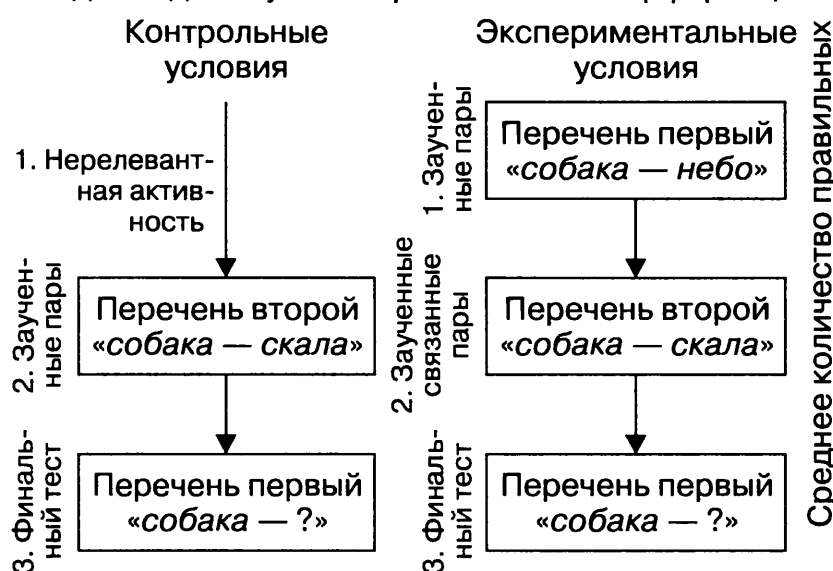 Контрольные
условия
1. Нерелевант-
ная актив-
ность
2. Заучен-
ные пары
Перечень второй
«собака — скала»
3. Финаль-
ный тест
Перечень первый
«собака — ?»
Экспериментальные
условия
1. Заучен-
ные пары
Перечень первый
«собака — небо»
2. Заученные
связанные
пары
Перечень второй
«собака — скала»
3. Финаль-
ный тест
Перечень первый
«собака — ?»
Среднее количество правильных